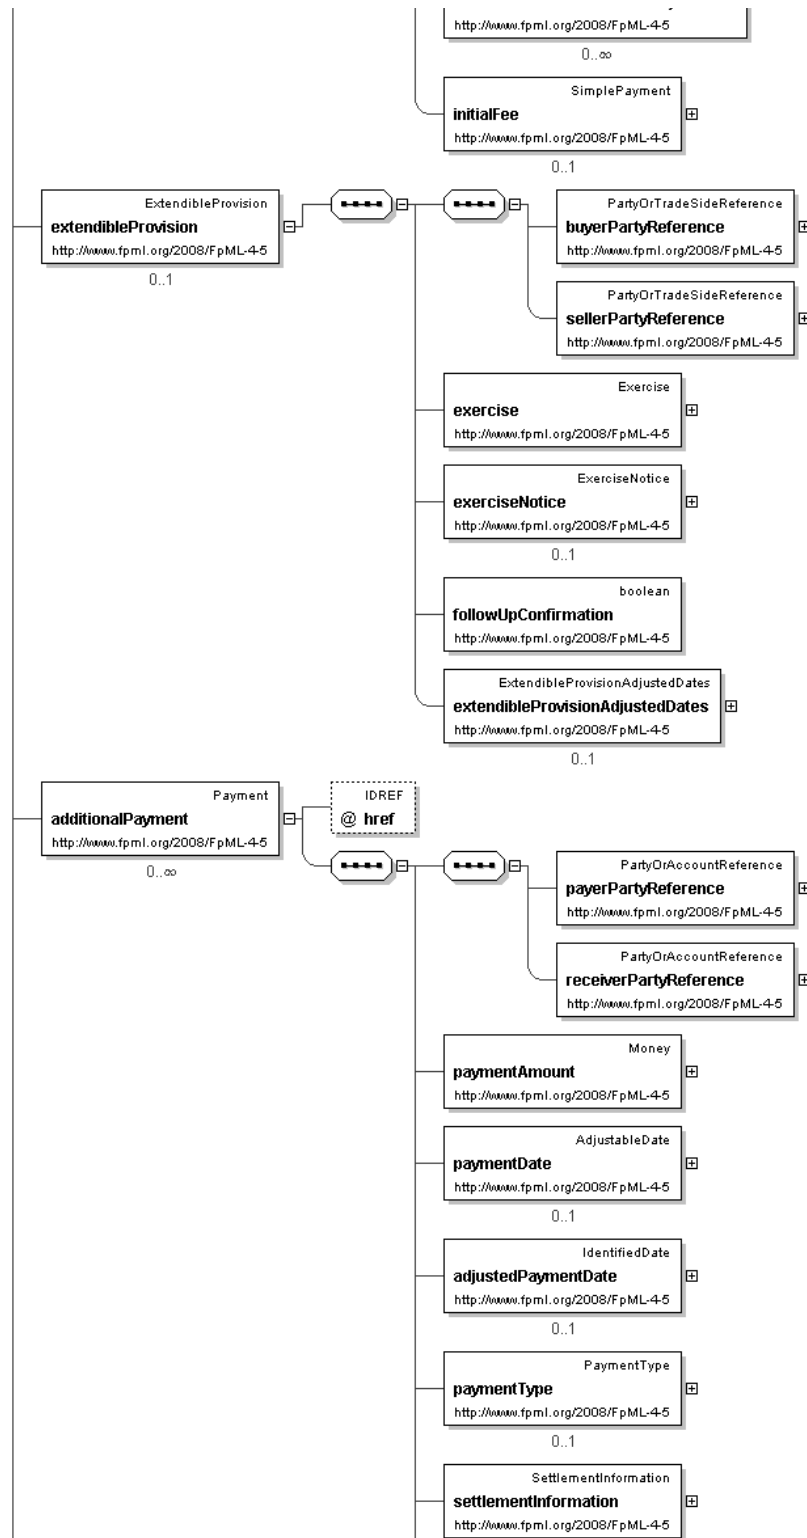 http://www.fpml.org/2008/FpML-4-5
0..∞
SimplePayment
initialFee
http://www.fpml.org/2008/FpML-4-5
0..1
ExtendibleProvision
extendibleProvision
http://www.fpml.org/2008/FpML-4-5
0..1
PartyOrTradeSideReference
buyerPartyReference
http://www.fpml.org/2008/FpML-4-5
PartyOrTradeSideReference
sellerPartyReference
http://www.fpml.org/2008/FpML-4-5
Exercise
exercise
http://www.fpml.org/2008/FpML-4-5
ExerciseNotice
exerciseNotice
http://www.fpml.org/2008/FpML-4-5
0..1
boolean
followUpConfirmation
http://www.fpml.org/2008/FpML-4-5
ExtendibleProvisionAdjustedDates
extendibleProvisionAdjustedDates
http://www.fpml.org/2008/FpML-4-5
0..1
Payment
additionalPayment
http://www.fpml.org/2008/FpML-4-5
0..∞
IDREF
@ href
PartyOrAccountReference
payerPartyReference
http://www.fpml.org/2008/FpML-4-5
PartyOrAccountReference
receiverPartyReference
http://www.fpml.org/2008/FpML-4-5
Money
paymentAmount
http://www.fpml.org/2008/FpML-4-5
AdjustableDate
paymentDate
http://www.fpml.org/2008/FpML-4-5
0..1
IdentifiedDate
adjustedPaymentDate
http://www.fpml.org/2008/FpML-4-5
0..1
PaymentType
paymentType
http://www.fpml.org/2008/FpML-4-5
0..1
SettlementInformation
settlementInformation
http://www.fpml.org/2008/FpML-4-5